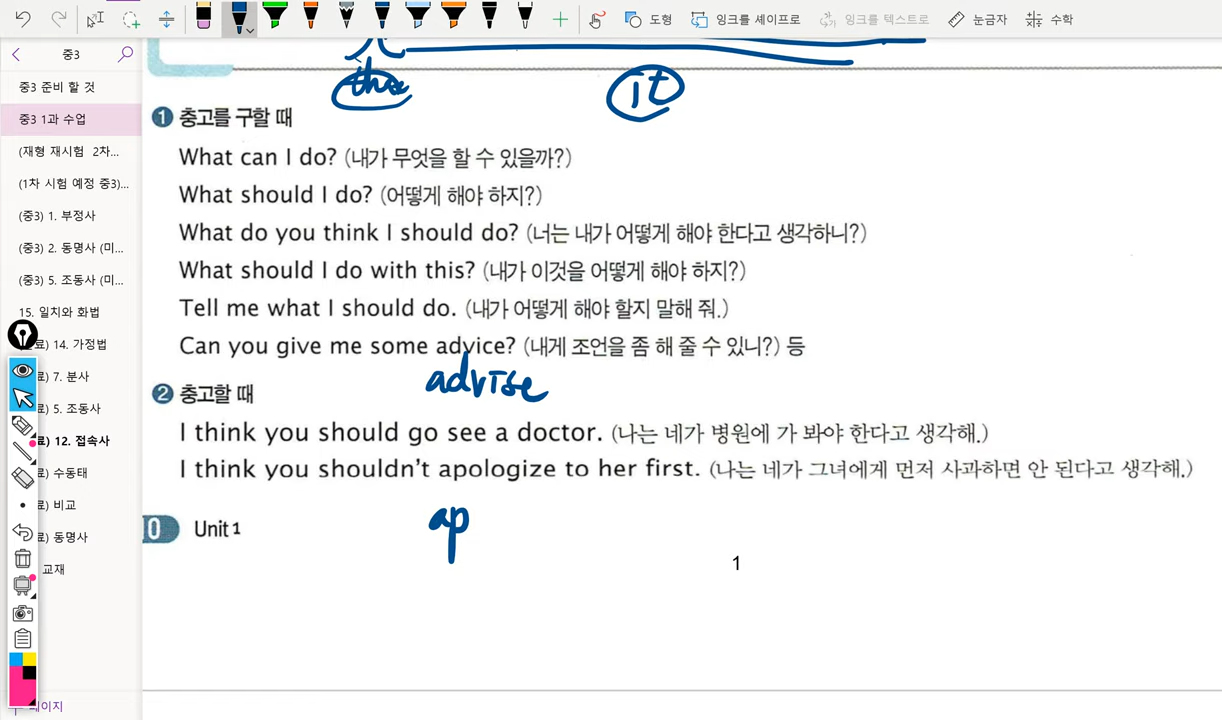 도형
잉크를 셰이프로
잉크를 텍스트로
눈금자
수학
중3
중3 준비 할 것
중3 1과 수업
(재형 재시험 2차...
(1차 시험 예정 중3)...
(중3) 1. 부정사
(중3) 2. 동명사 (미...
(중3) 5. 조동사 (미...
15. 일치와 화법
료) 14. 가정법
료) 7. 분사
료) 5. 조동사
료) 12. 접속사
료) 수동태
료) 비교
료) 동명사
교재
페이지
it
1 충고를 구할 때
What can I do? (내가 무엇을 할 수 있을까?)
What should I do? (어떻게 해야 하지?)
What do you think I should do? (너는 내가 어떻게 해야 한다고 생각하니?)
What should I do with this? (내가 이것을 어떻게 해야 하지?)
Tell me what I should do. (내가 어떻게 해야 할지 말해 줘.)
Can you give me some advice? (내게 조언을 좀 해 줄 수 있니?) 등
advise
2 충고할 때
I think you should go see a doctor. (나는 네가 병원에 가 봐야 한다고 생각해.)
I think you shouldn't apologize to her first. (나는 네가 그녀에게 먼저 사과하면 안 된다고 생각해.)
ap
0 Unit 1
1